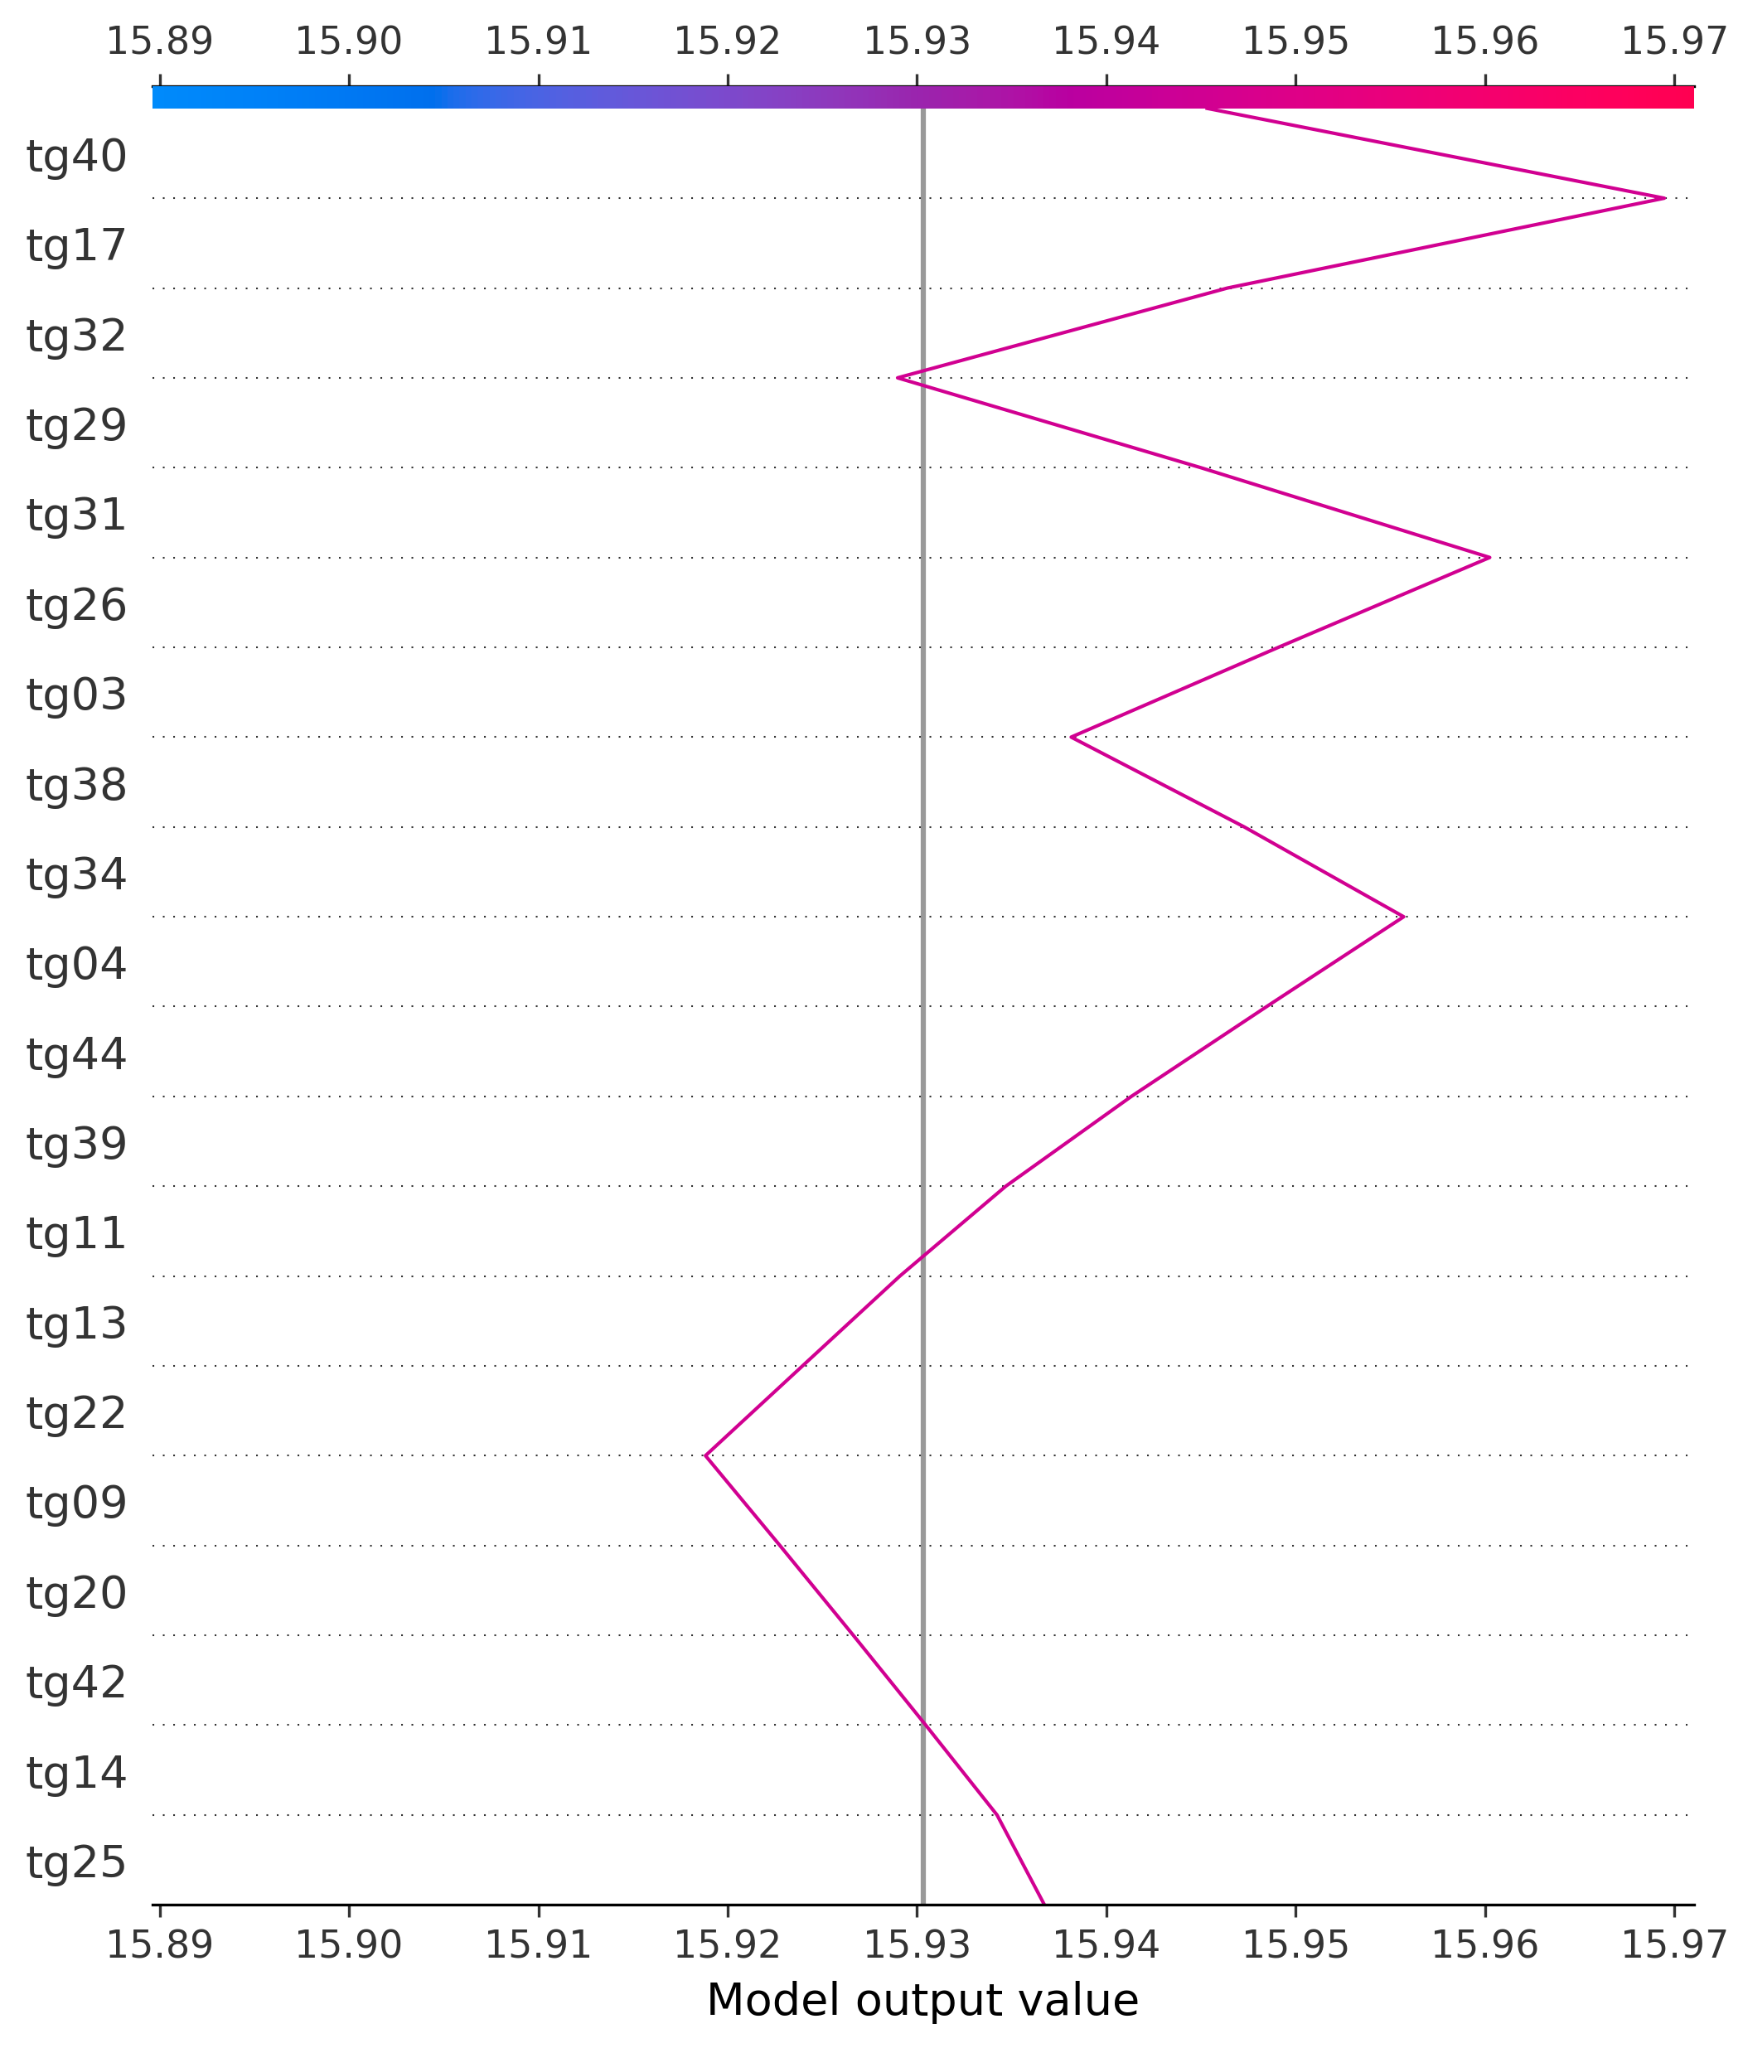 15.89 15.90 15.91 15.92 15.93 15.94 15.95 15.96 15.97
tg40
tg17
tg32
tg29
tg31
tg26
tg03
tg38
tg34
tg04
tg44
tg39
tg11
tg13
tg22
tg09
tg20
tg42
tg14
tg25
15.89 15.90 15.91 15.92 15.93 15.94 15.95 15.96 15.97
Model output value